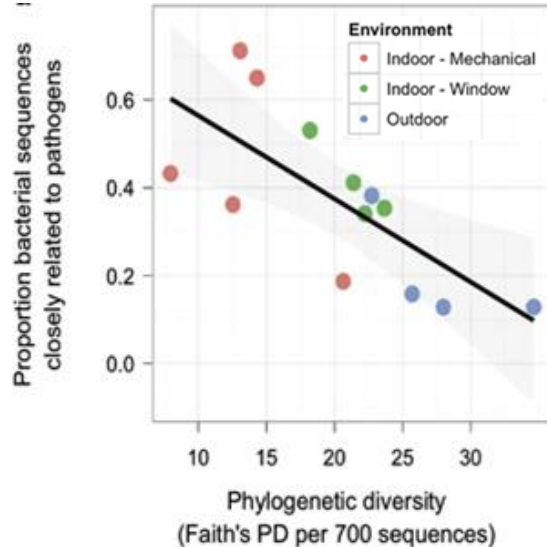 Proportion bacterial sequences
closely related to pathogens
Environment
Indoor - Mechanical
Indoor - Window
Outdoor
0.6
0.4
0.2
0.0
10 15 20 25 30
Phylogenetic diversity
(Faith's PD per 700 sequences)